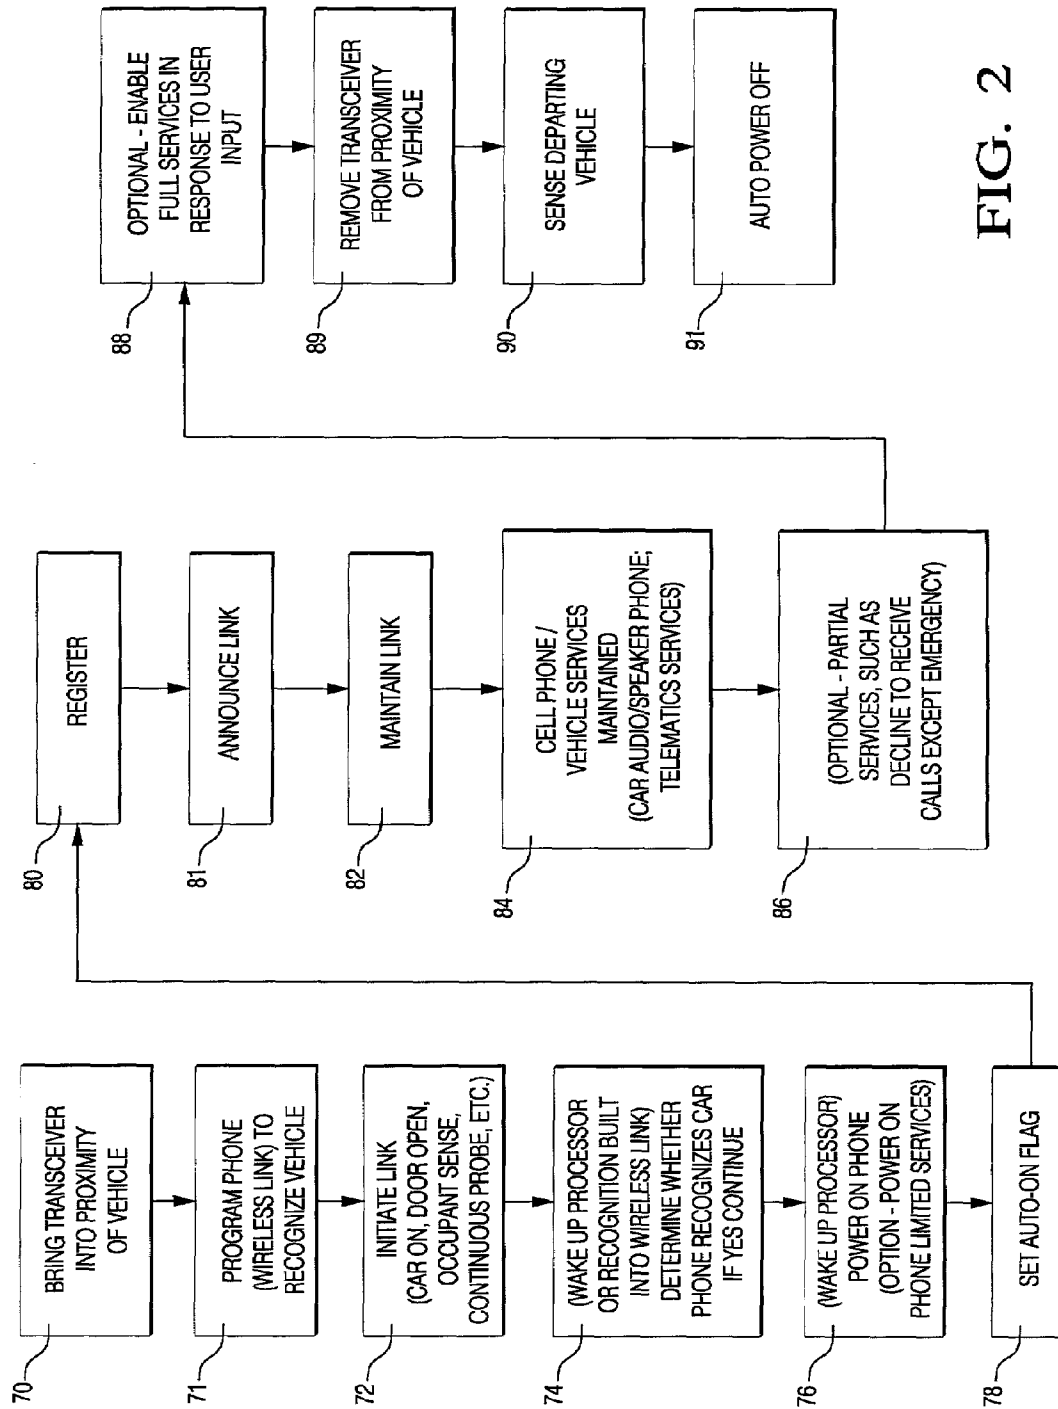 70
BRING TRANSCEIVER
INTO PROXIMITY
OF VEHICLE
71
PROGRAM PHONE
(WIRELESS LINK) TO
RECOGNIZE VEHICLE
72
INITIATE LINK
(CAR ON, DOOR OPEN,
OCCUPANT SENSE,
CONTINUOUS PROBE, ETC.)
74
(WAKE UP PROCESSOR
OR RECOGNITION BUILT
INTO WIRELESS LINK)
DETERMINE WHETHER
PHONE RECOGNIZES CAR
IF YES CONTINUE
76
(WAKE UP PROCESSOR)
POWER ON PHONE
(OPTION - POWER ON
PHONE LIMITED SERVICES)
78
SET AUTO-ON FLAG
80
REGISTER
81
ANNOUNCE LINK
82
MAINTAIN LINK
84
CELL PHONE /
VEHICLE SERVICES
MAINTAINED
(CAR AUDIO/SPEAKER PHONE;
TELEMATICS SERVICES)
86
(OPTIONAL - PARTIAL
SERVICES, SUCH AS
DECLINE TO RECEIVE
CALLS EXCEPT EMERGENCY)
88
OPTIONAL - ENABLE
FULL SERVICES IN
RESPONSE TO USER
INPUT
89
REMOVE TRANSCEIVER
FROM PROXIMITY
OF VEHICLE
90
SENSE DEPARTING
VEHICLE
91
AUTO POWER OFF
FIG. 2